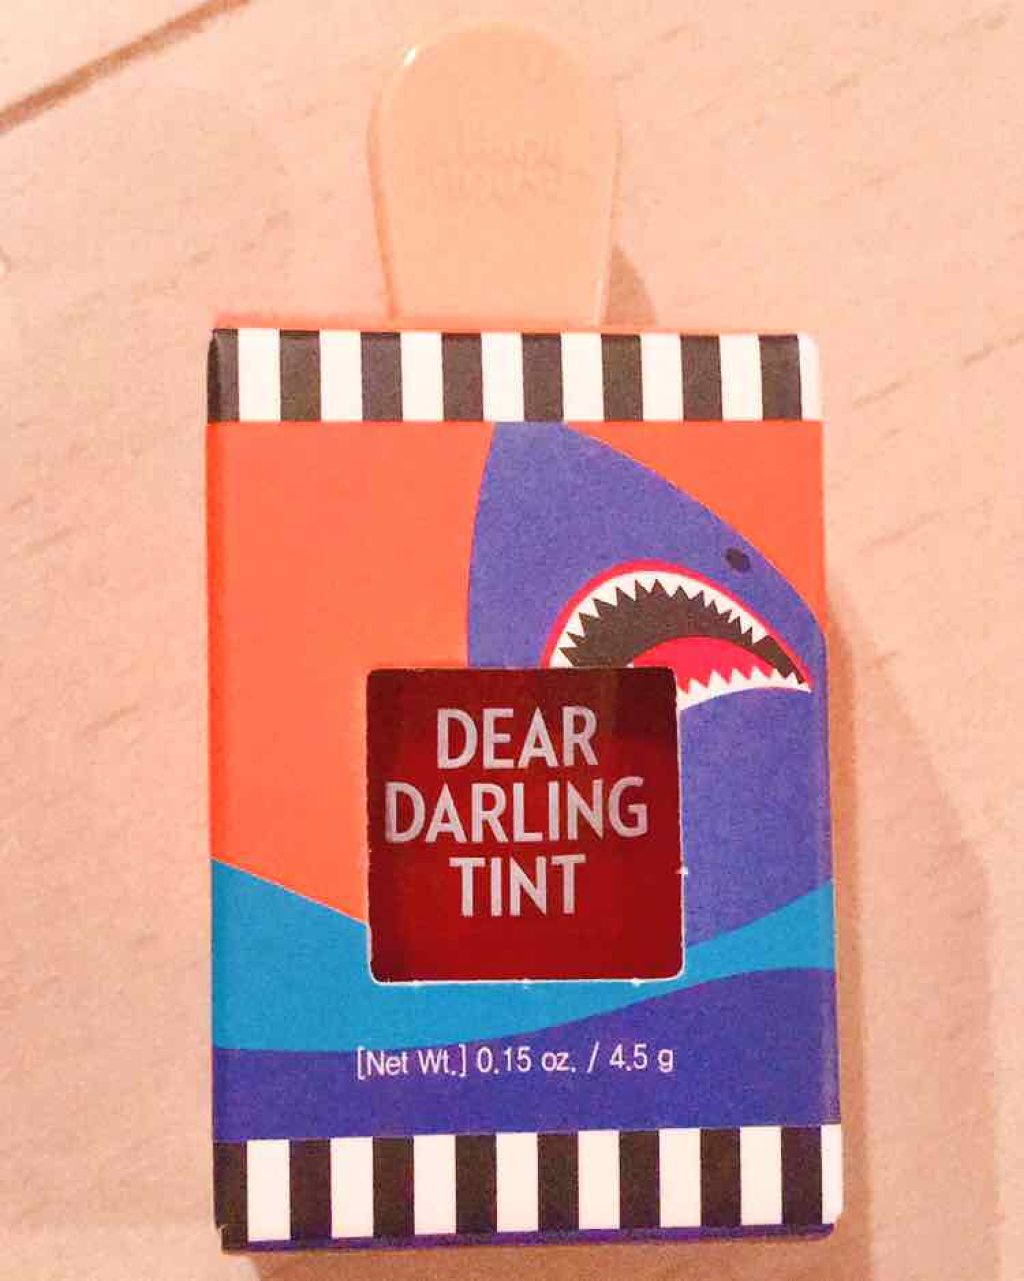 DEAR
DARLING
TINT
[Net Wt.] 0.15 oz. / 4.5 g